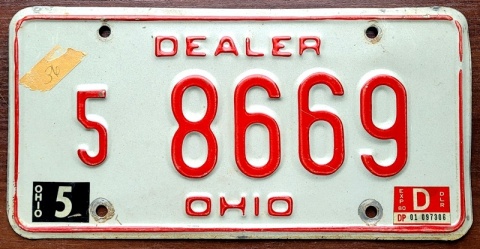 DEALER
5 8669
OHIO
OHIO 5
EXP 80 D DLR
DP 01 097306